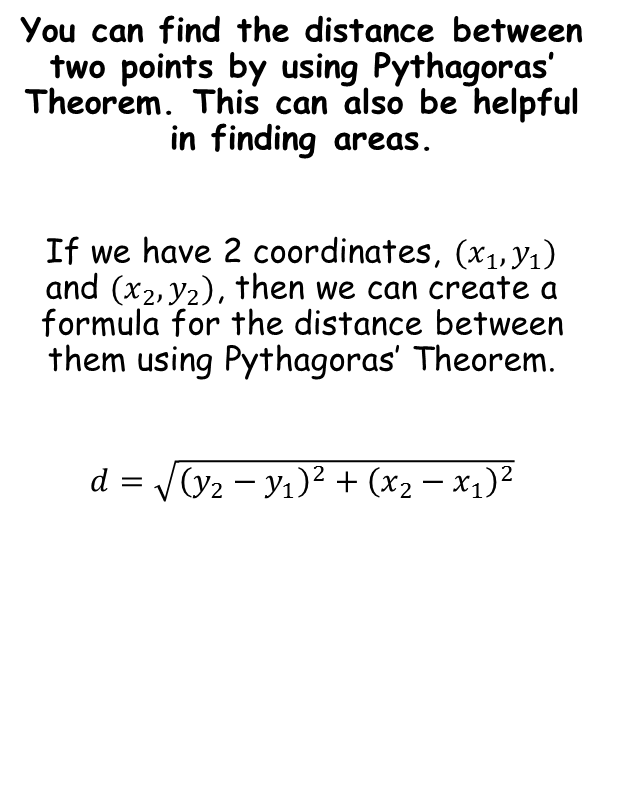 You can find the distance between
two points by using Pythagoras'
Theorem. This can also be helpful
in finding areas.
If we have 2 coordinates, (x₁, y₁)
and (x₂, y₂), then we can create a
formula for the distance between
them using Pythagoras' Theorem.
d = √((y₂ − y₁)² + (x₂ − x₁)²)